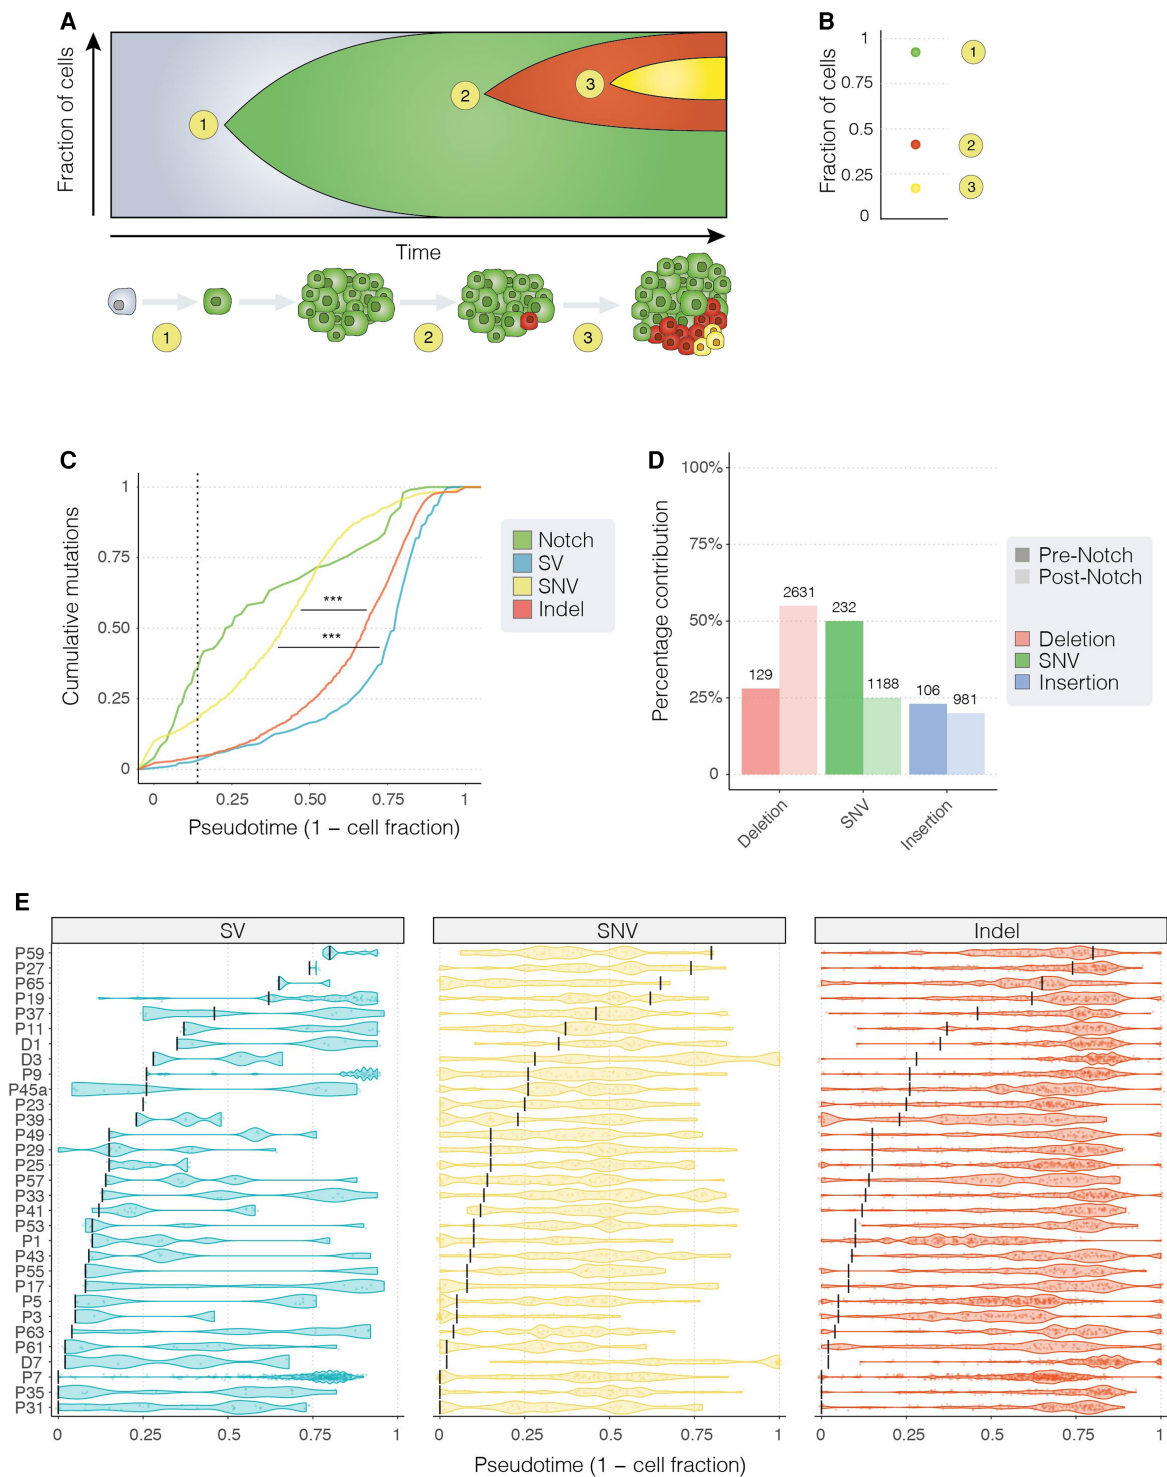 A
Fraction of cells
1
2
3
Time
1
2
3
B
Fraction of cells
1
0.75
0.5
0.25
0
1
2
3
C
Cumulative mutations
1
0.75
0.50
0.25
0
***
***
0
0.25
0.50
0.75
1
Pseudotime (1 – cell fraction)
Notch
SV
SNV
Indel
D
Percentage contribution
100%
75%
50%
25%
0
129
2631
232
1188
106
981
Deletion
SNV
Insertion
Pre-Notch
Post-Notch
Deletion
SNV
Insertion
E
SV
SNV
Indel
P59
P27
P65
P19
P37
P11
D1
D3
P9
P45a
P23
P39
P49
P29
P25
P57
P33
P41
P53
P1
P43
P55
P17
P5
P3
P63
P61
D7
P7
P35
P31
0 0.25 0.5 0.75 1
0 0.25 0.5 0.75 1
0 0.25 0.5 0.75 1
Pseudotime (1 – cell fraction)